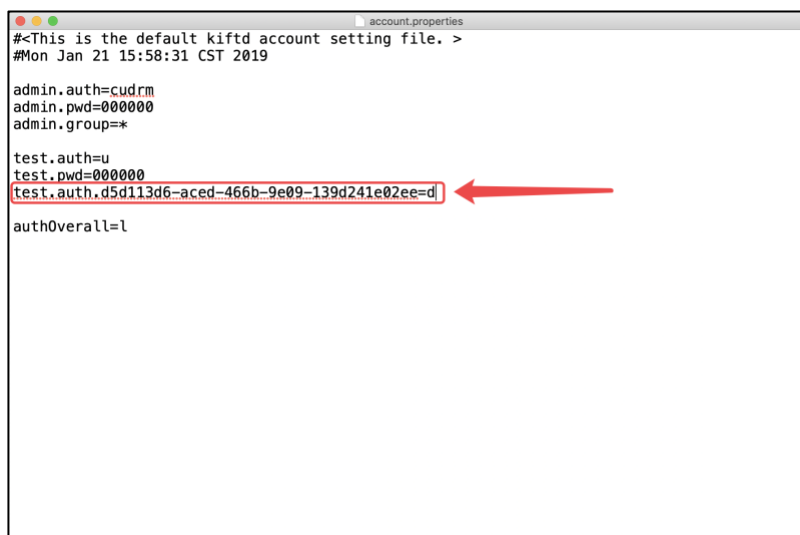 account.properties
#<This is the default kiftd account setting file. >
#Mon Jan 21 15:58:31 CST 2019
admin.auth=cudrm
admin.pwd=000000
admin.group=*
test.auth=u
test.pwd=000000
test.auth.d5d113d6-aced-466b-9e09-139d241e02ee=d
authOverall=l